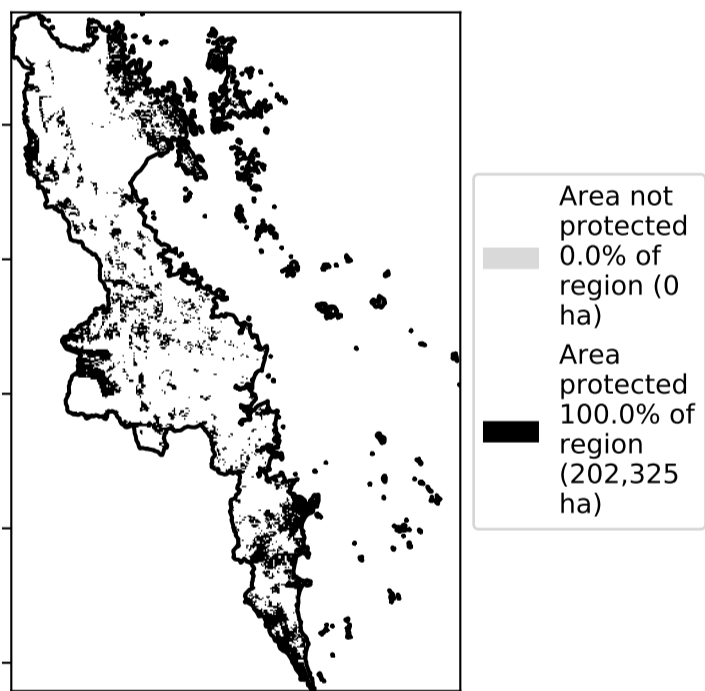 Area not
protected
0.0% of
region (0
ha)
Area
protected
100.0% of
region
(202,325
ha)